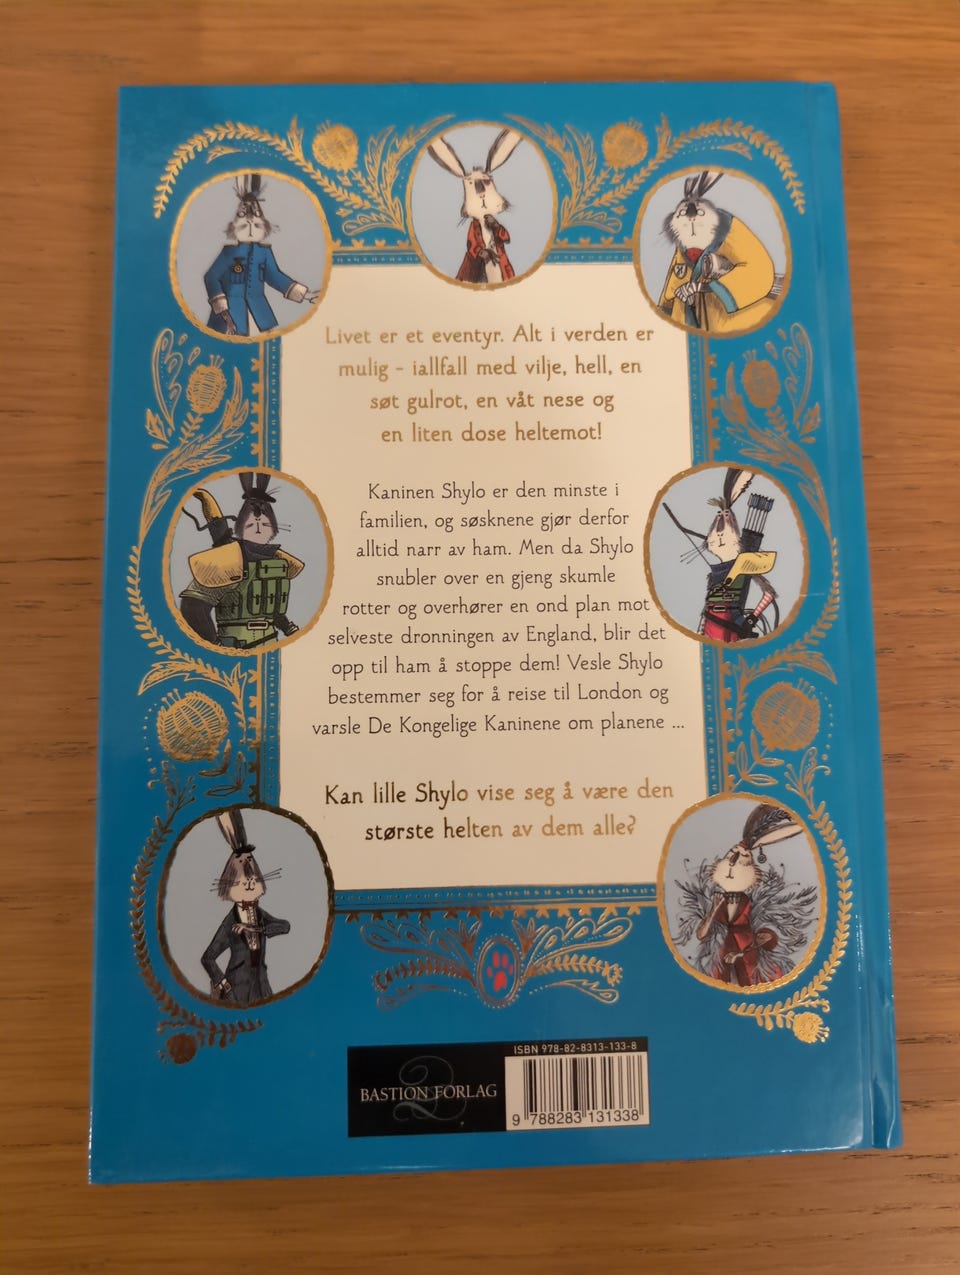 Livet er et eventyr. Alt i verden er
mulig – iallfall med vilje, hell, en
søt gulrot, en våt nese og
en liten dose heltemot!
Kaninen Shylo er den minste i
familien, og søsknene gjør derfor
alltid narr av ham. Men da Shylo
snubler over en gjeng skumle
rotter og overhører en ond plan mot
selveste dronningen av England, blir det
opp til ham å stoppe dem! Vesle Shylo
bestemmer seg for å reise til London og
varsle De Kongelige Kaninene om planene ...
Kan lille Shylo vise seg å være den
største helten av dem alle?
BASTION FORLAG
ISBN 978-82-8313-133-8
9 788283 131338